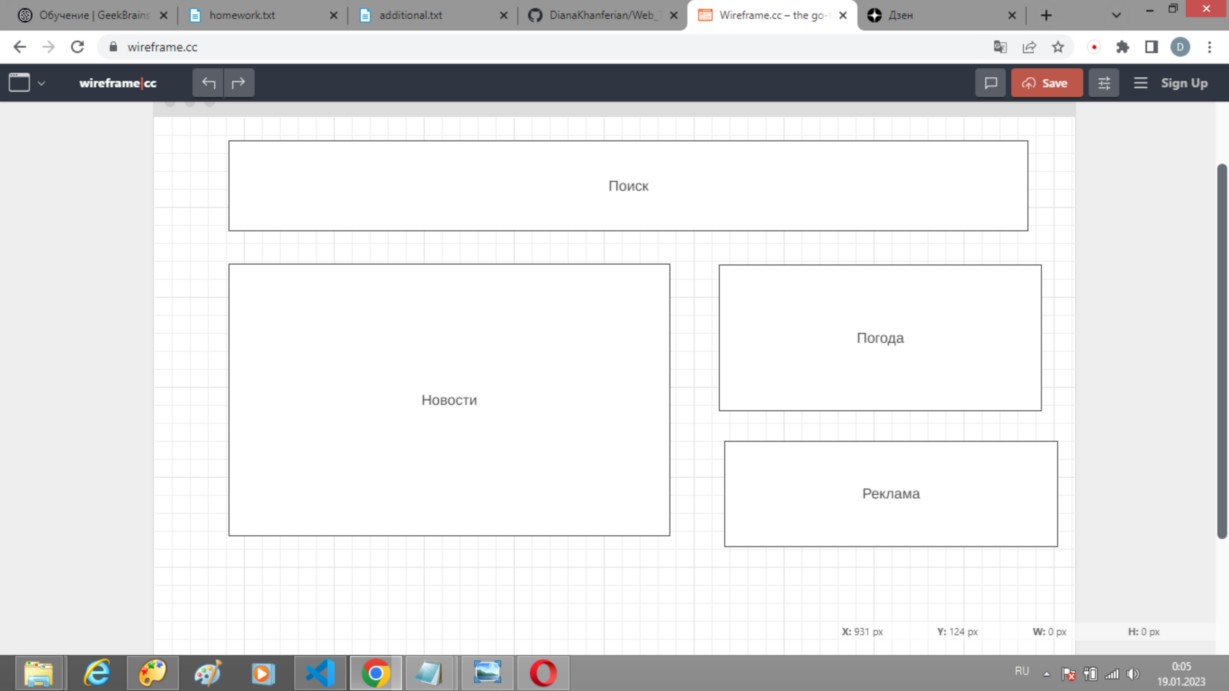 Обучение | GeekBrains
homework.txt
additional.txt
DianaKhanferian/Web_
Wireframe.cc – the go-
Дзен
wireframe.cc
D
wireframe|cc
Save
Sign Up
Поиск
Новости
Погода
Реклама
X: 931 px
Y: 124 px
W: 0 px
H: 0 px
RU
0:05
19.01.2023